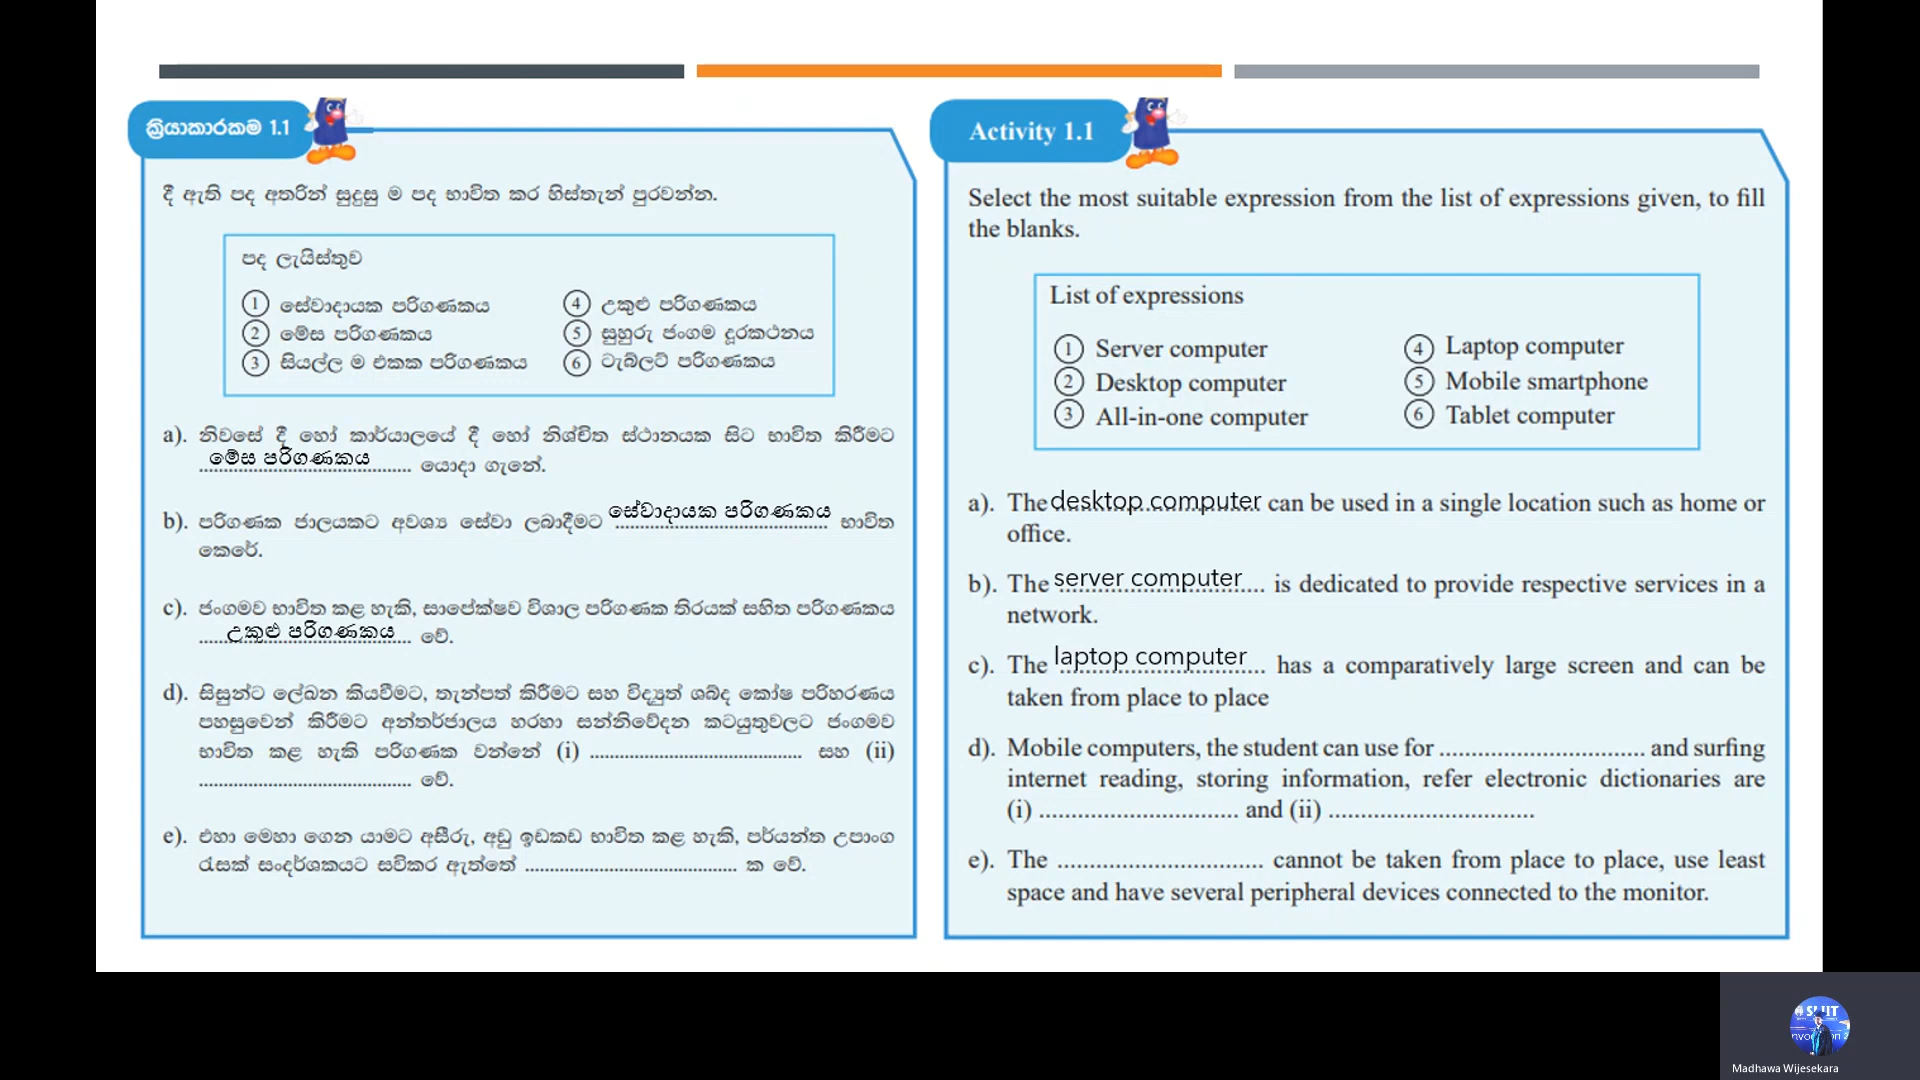 ක්‍රියාකාරකම 1.1
දී ඇති පද අතරින් සුදුසු ම පද භාවිත කර හිස්තැන් පුරවන්න.
පද ලැයිස්තුව
1 සේවාදායක පරිගණකය
2 මේස පරිගණකය
3 සියල්ල ම එකක පරිගණකය
4 උකුළු පරිගණකය
5 සුහුරු ජංගම දූරකථනය
6 ටැබ්ලට් පරිගණකය
a). නිවසේ දී හෝ කාර්යාලයේ දී හෝ නිශ්චිත ස්ථානයක සිට භාවිත කිරීමට
මේස පරිගණකය යොදා ගැනේ.
b). පරිගණක ජාලයකට අවශ්‍ය සේවා ලබාදීමට සේවාදායක පරිගණකය භාවිත
කෙරේ.
c). ජංගමව භාවිත කළ හැකි, සාපේක්ෂව විශාල පරිගණක තිරයක් සහිත පරිගණකය
උකුළු පරිගණකය වේ.
d). සිසුන්ට ලේඛන කියවීමට, තැන්පත් කිරීමට සහ විද්‍යුත් ශබ්ද කෝෂ පරිහරණය
පහසුවෙන් කිරීමට අන්තර්ජාලය හරහා සන්නිවේදන කටයුතුවලට ජංගමව
භාවිත කළ හැකි පරිගණක වන්නේ (i) ........................................... සහ (ii)
........................................... වේ.
e). එහා මෙහා ගෙන යාමට අසීරු, අඩු ඉඩකඩ භාවිත කළ හැකි, පර්යන්ත උපාංග
රැසක් සංදර්ශකයට සවිකර ඇත්තේ ........................................... ක වේ.
Activity 1.1
Select the most suitable expression from the list of expressions given, to fill
the blanks.
List of expressions
1 Server computer
2 Desktop computer
3 All-in-one computer
4 Laptop computer
5 Mobile smartphone
6 Tablet computer
a). The desktop computer can be used in a single location such as home or
office.
b). The server computer is dedicated to provide respective services in a
network.
c). The laptop computer has a comparatively large screen and can be
taken from place to place
d). Mobile computers, the student can use for ................................ and surfing
internet reading, storing information, refer electronic dictionaries are
(i) ............................... and (ii) ................................
e). The ................................ cannot be taken from place to place, use least
space and have several peripheral devices connected to the monitor.
SLIIT
Madhawa Wijesekara